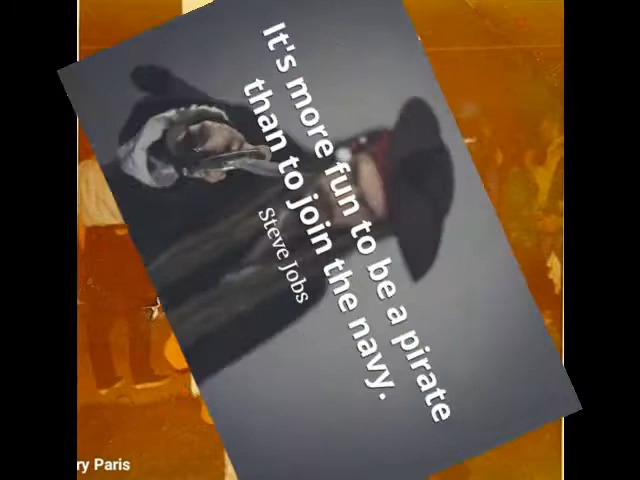 It's more fun to be a pirate
than to join the navy.
Steve Jobs
ry Paris